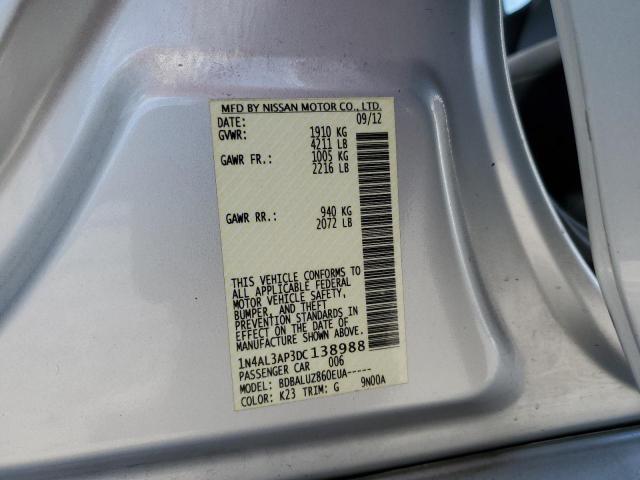 MFD BY NISSAN MOTOR CO., LTD.
DATE: 09/12
GVWR: 1910 KG
4211 LB
GAWR FR.: 1005 KG
2216 LB
GAWR RR.: 940 KG
2072 LB
THIS VEHICLE CONFORMS TO
ALL APPLICABLE FEDERAL
MOTOR VEHICLE SAFETY,
BUMPER, AND THEFT
PREVENTION STANDARDS IN
EFFECT ON THE DATE OF
MANUFACTURE SHOWN ABOVE.
1N4AL3AP3DC138988
PASSENGER CAR 006
MODEL: BDBALUZ860EUA-----
COLOR: K23 TRIM: G 9N00A